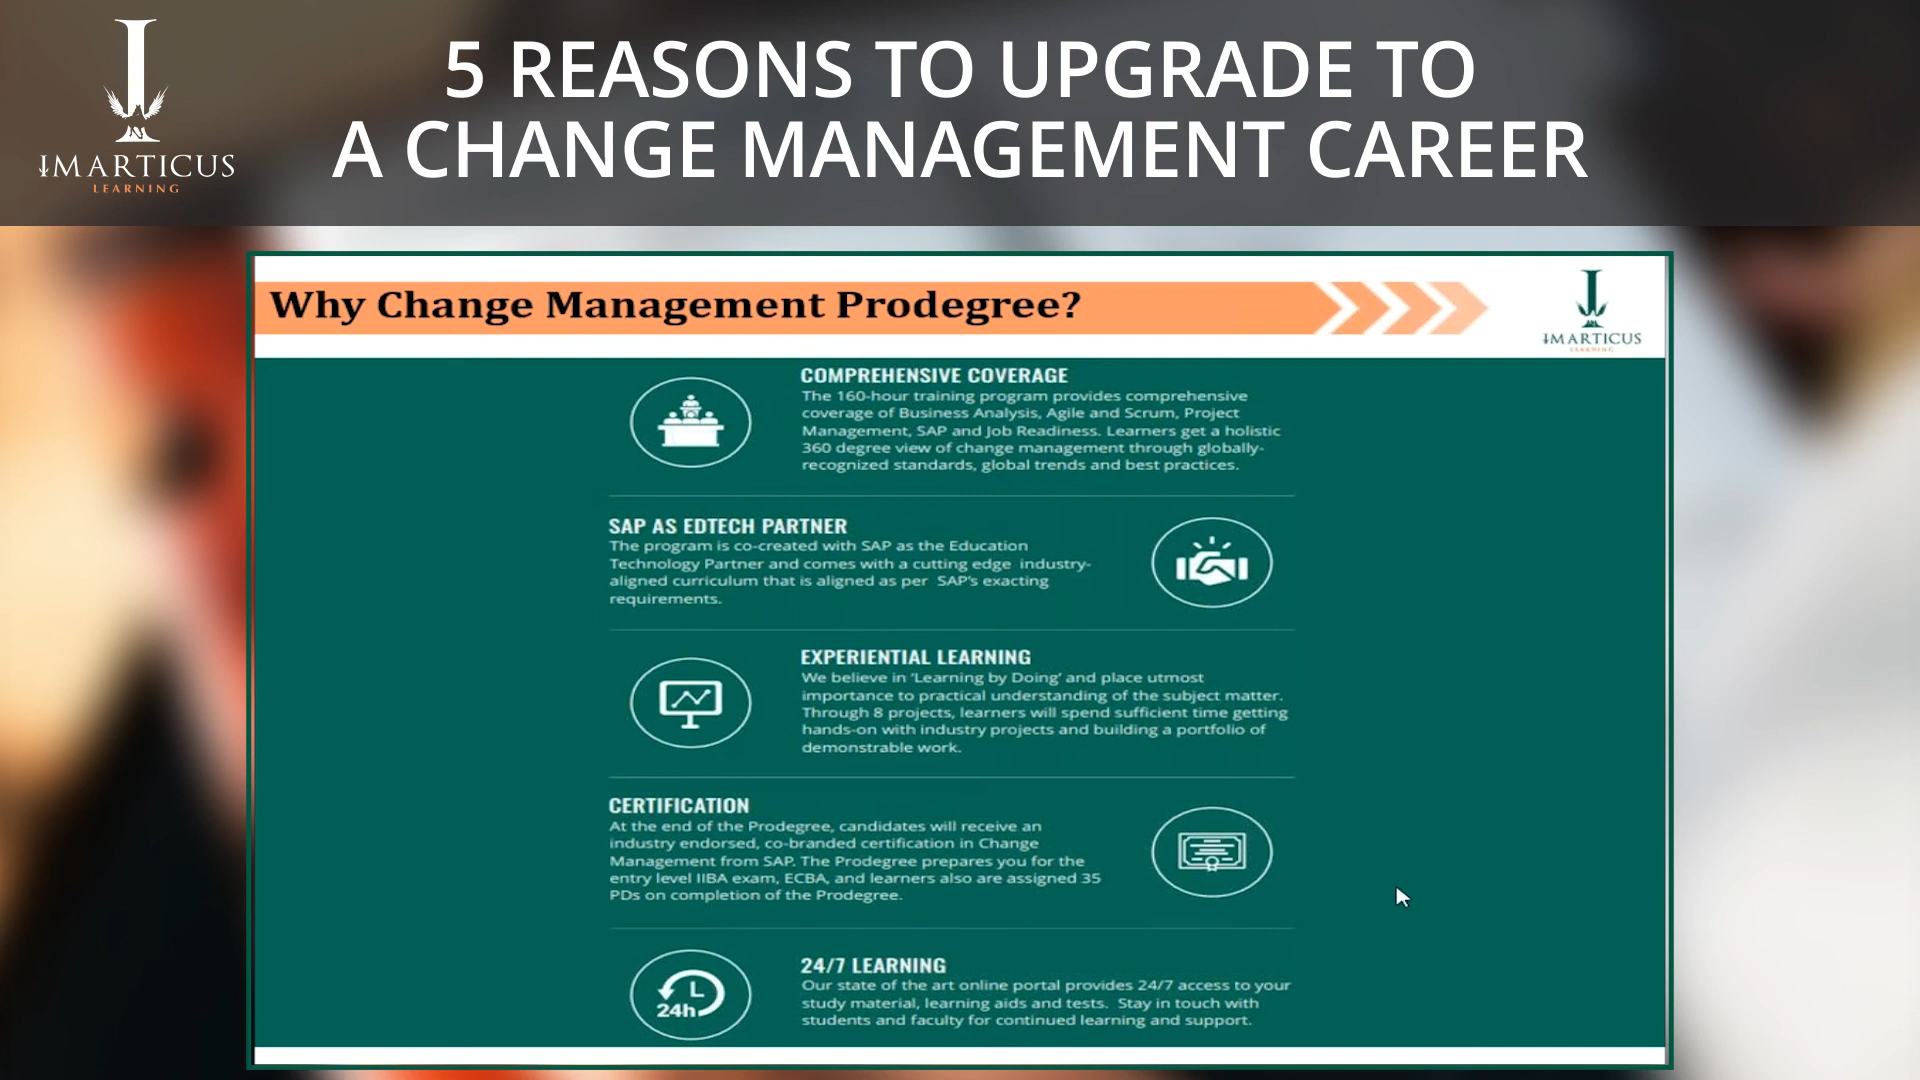 IMARTICUS
LEARNING
5 REASONS TO UPGRADE TO
A CHANGE MANAGEMENT CAREER
Why Change Management Prodegree?
IMARTICUS
LEARNING
COMPREHENSIVE COVERAGE
The 160-hour training program provides comprehensive
coverage of Business Analysis, Agile and Scrum, Project
Management, SAP and Job Readiness. Learners get a holistic
360 degree view of change management through globally-
recognized standards, global trends and best practices.
SAP AS EDTECH PARTNER
The program is co-created with SAP as the Education
Technology Partner and comes with a cutting edge industry-
aligned curriculum that is aligned as per SAP's exacting
requirements.
EXPERIENTIAL LEARNING
We believe in 'Learning by Doing' and place utmost
importance to practical understanding of the subject matter.
Through 8 projects, learners will spend sufficient time getting
hands-on with industry projects and building a portfolio of
demonstrable work.
CERTIFICATION
At the end of the Prodegree, candidates will receive an
industry endorsed, co-branded certification in Change
Management from SAP. The Prodegree prepares you for the
entry level IIBA exam, ECBA, and learners also are assigned 35
PDs on completion of the Prodegree.
24h
24/7 LEARNING
Our state of the art online portal provides 24/7 access to your
study material, learning aids and tests. Stay in touch with
students and faculty for continued learning and support.